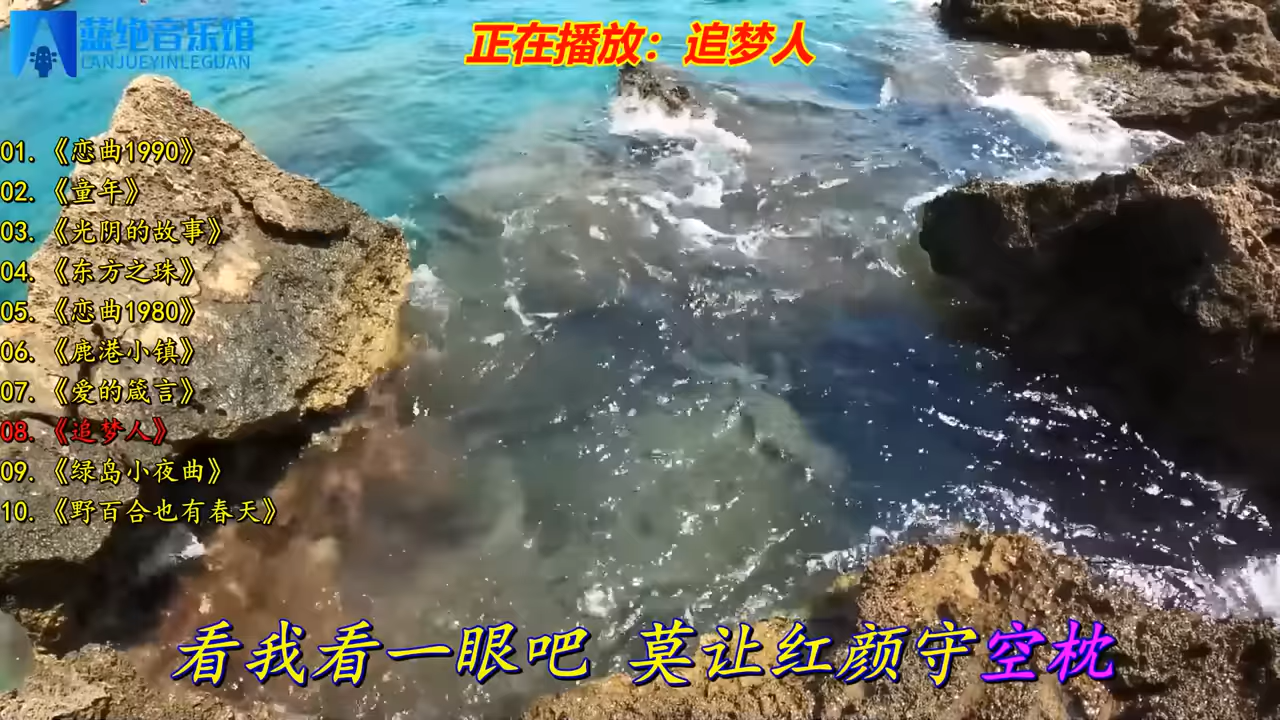 蓝绝音乐馆
LANJUEYINLEGUAN
正在播放：追梦人
01.《恋曲1990》
02.《童年》
03.《光阴的故事》
04.《东方之珠》
05.《恋曲1980》
06.《鹿港小镇》
07.《爱的箴言》
08.《追梦人》
09.《绿岛小夜曲》
10.《野百合也有春天》
看我看一眼吧 莫让红颜守空枕